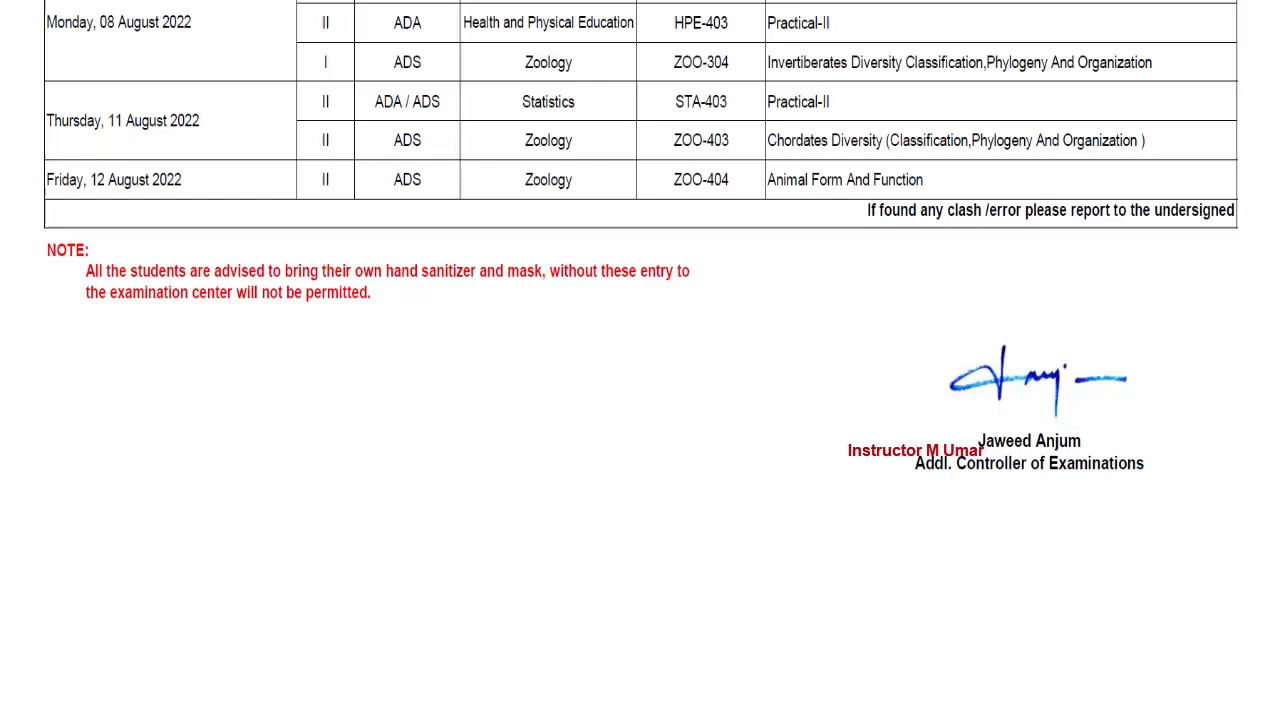 Monday, 08 August 2022 II ADA Health and Physical Education HPE-403 Practical-II
I ADS Zoology ZOO-304 Invertiberates Diversity Classification,Phylogeny And Organization
Thursday, 11 August 2022 II ADA / ADS Statistics STA-403 Practical-II
II ADS Zoology ZOO-403 Chordates Diversity (Classification,Phylogeny And Organization )
Friday, 12 August 2022 II ADS Zoology ZOO-404 Animal Form And Function
If found any clash /error please report to the undersigned
NOTE:
All the students are advised to bring their own hand sanitizer and mask, without these entry to
the examination center will not be permitted.
Jaweed Anjum
Instructor M Umar
Addl. Controller of Examinations